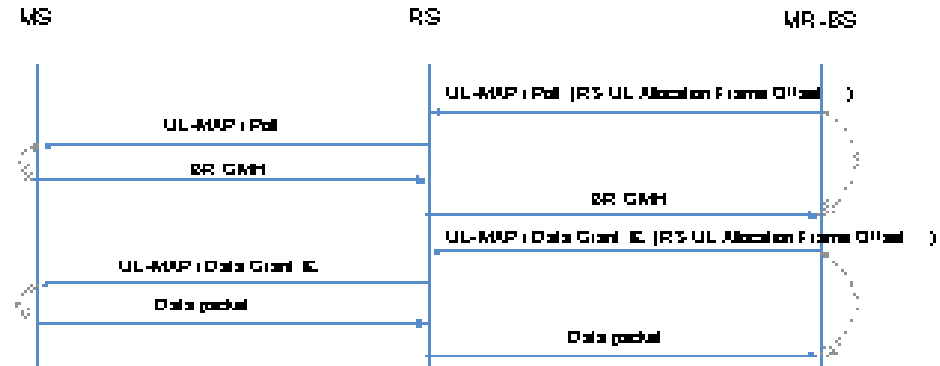 MS
RS
MR-BS
UL-MAP : Poll (RS UL Allocation Frame Offset )
UL-MAP : Poll
BR GMH
BR GMH
UL-MAP : Data Grant IE (RS UL Allocation Frame Offset )
UL-MAP : Data Grant IE
Data packet
Data packet